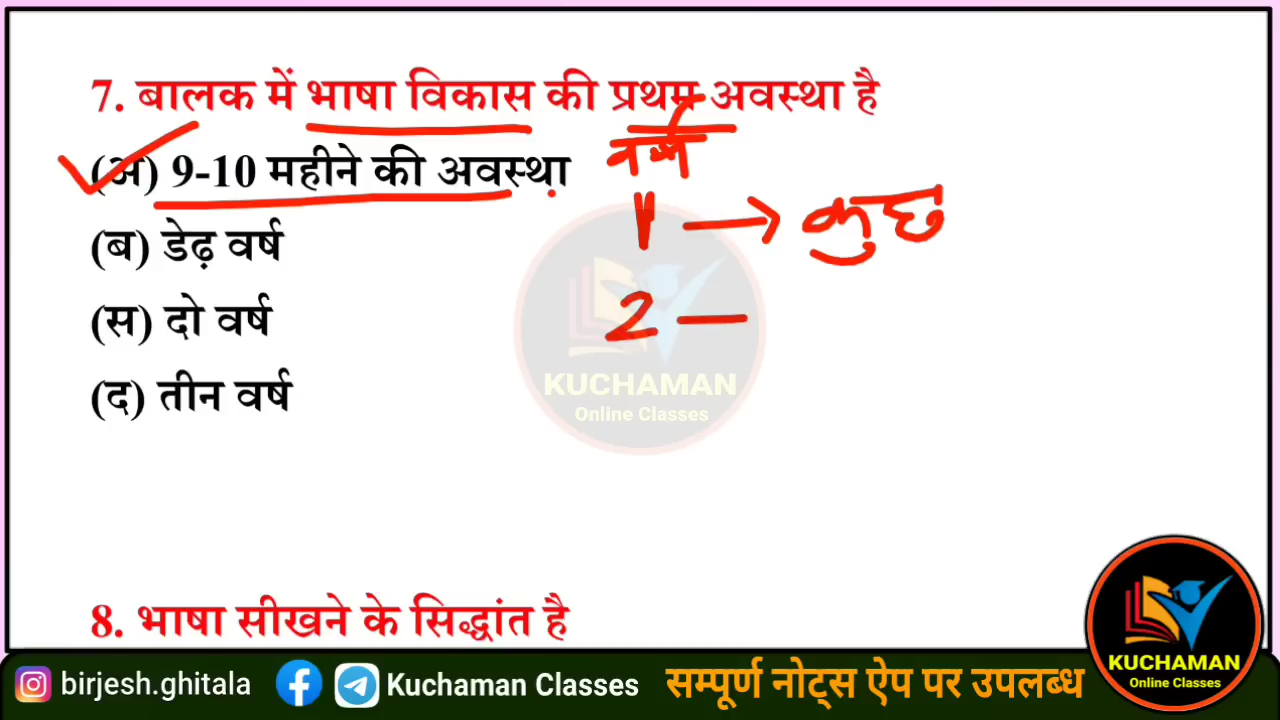 7. बालक में भाषा विकास की प्रथम अवस्था है
(अ) 9-10 महीने की अवस्था
वर्ष
1 → कुछ
(ब) डेढ़ वर्ष
2 —
(स) दो वर्ष
(द) तीन वर्ष
KUCHAMAN
Online Classes
8. भाषा सीखने के सिद्धांत है
birjesh.ghitala
Kuchaman Classes
सम्पूर्ण नोट्स ऐप पर उपलब्ध
KUCHAMAN
Online Classes